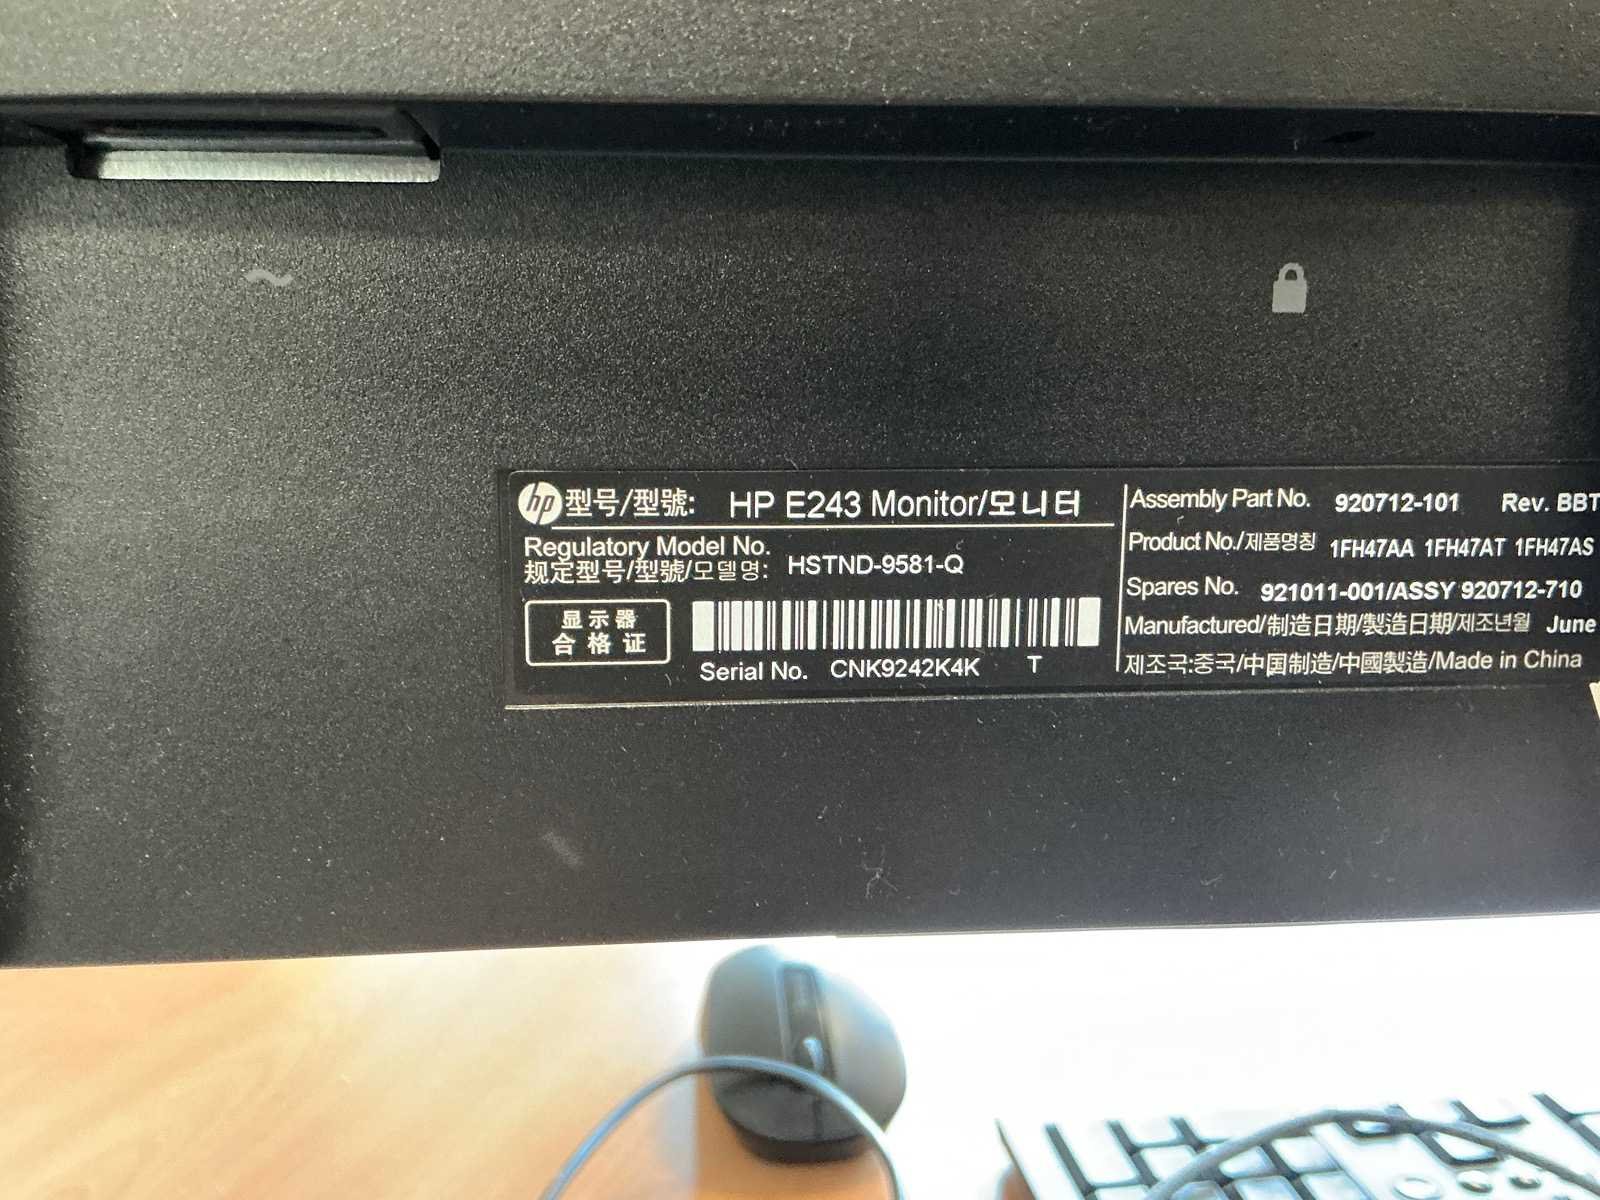 hp 型号/型號: HP E243 Monitor/모니터
Regulatory Model No.
规定型号/型號/모델명: HSTND-9581-Q
显示器
合格证
Serial No. CNK9242K4K T
Assembly Part No. 920712-101 Rev. BBT
Product No./제품명칭 1FH47AA 1FH47AT 1FH47AS
Spares No. 921011-001/ASSY 920712-710
Manufactured/制造日期/製造日期/제조년월 June
제조국:중국/中国制造/中國製造/Made in China